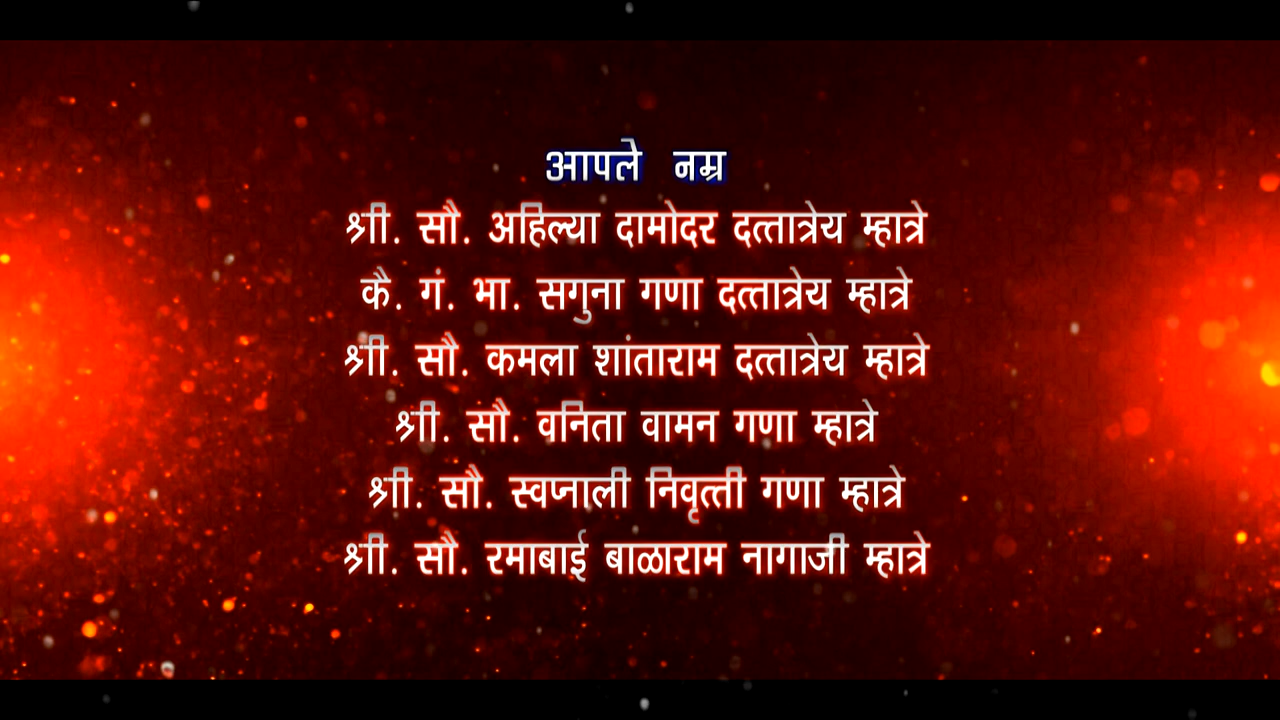 आपले नम्र
श्री. सौ. अहिल्या दामोदर दत्तात्रेय म्हात्रे
कै. गं. भा. सगुना गणा दत्तात्रेय म्हात्रे
श्री. सौ. कमला शांताराम दत्तात्रेय म्हात्रे
श्री. सौ. वनिता वामन गणा म्हात्रे
श्री. सौ. स्वप्नाली निवृत्ती गणा म्हात्रे
श्री. सौ. रमाबाई बाळाराम नागाजी म्हात्रे